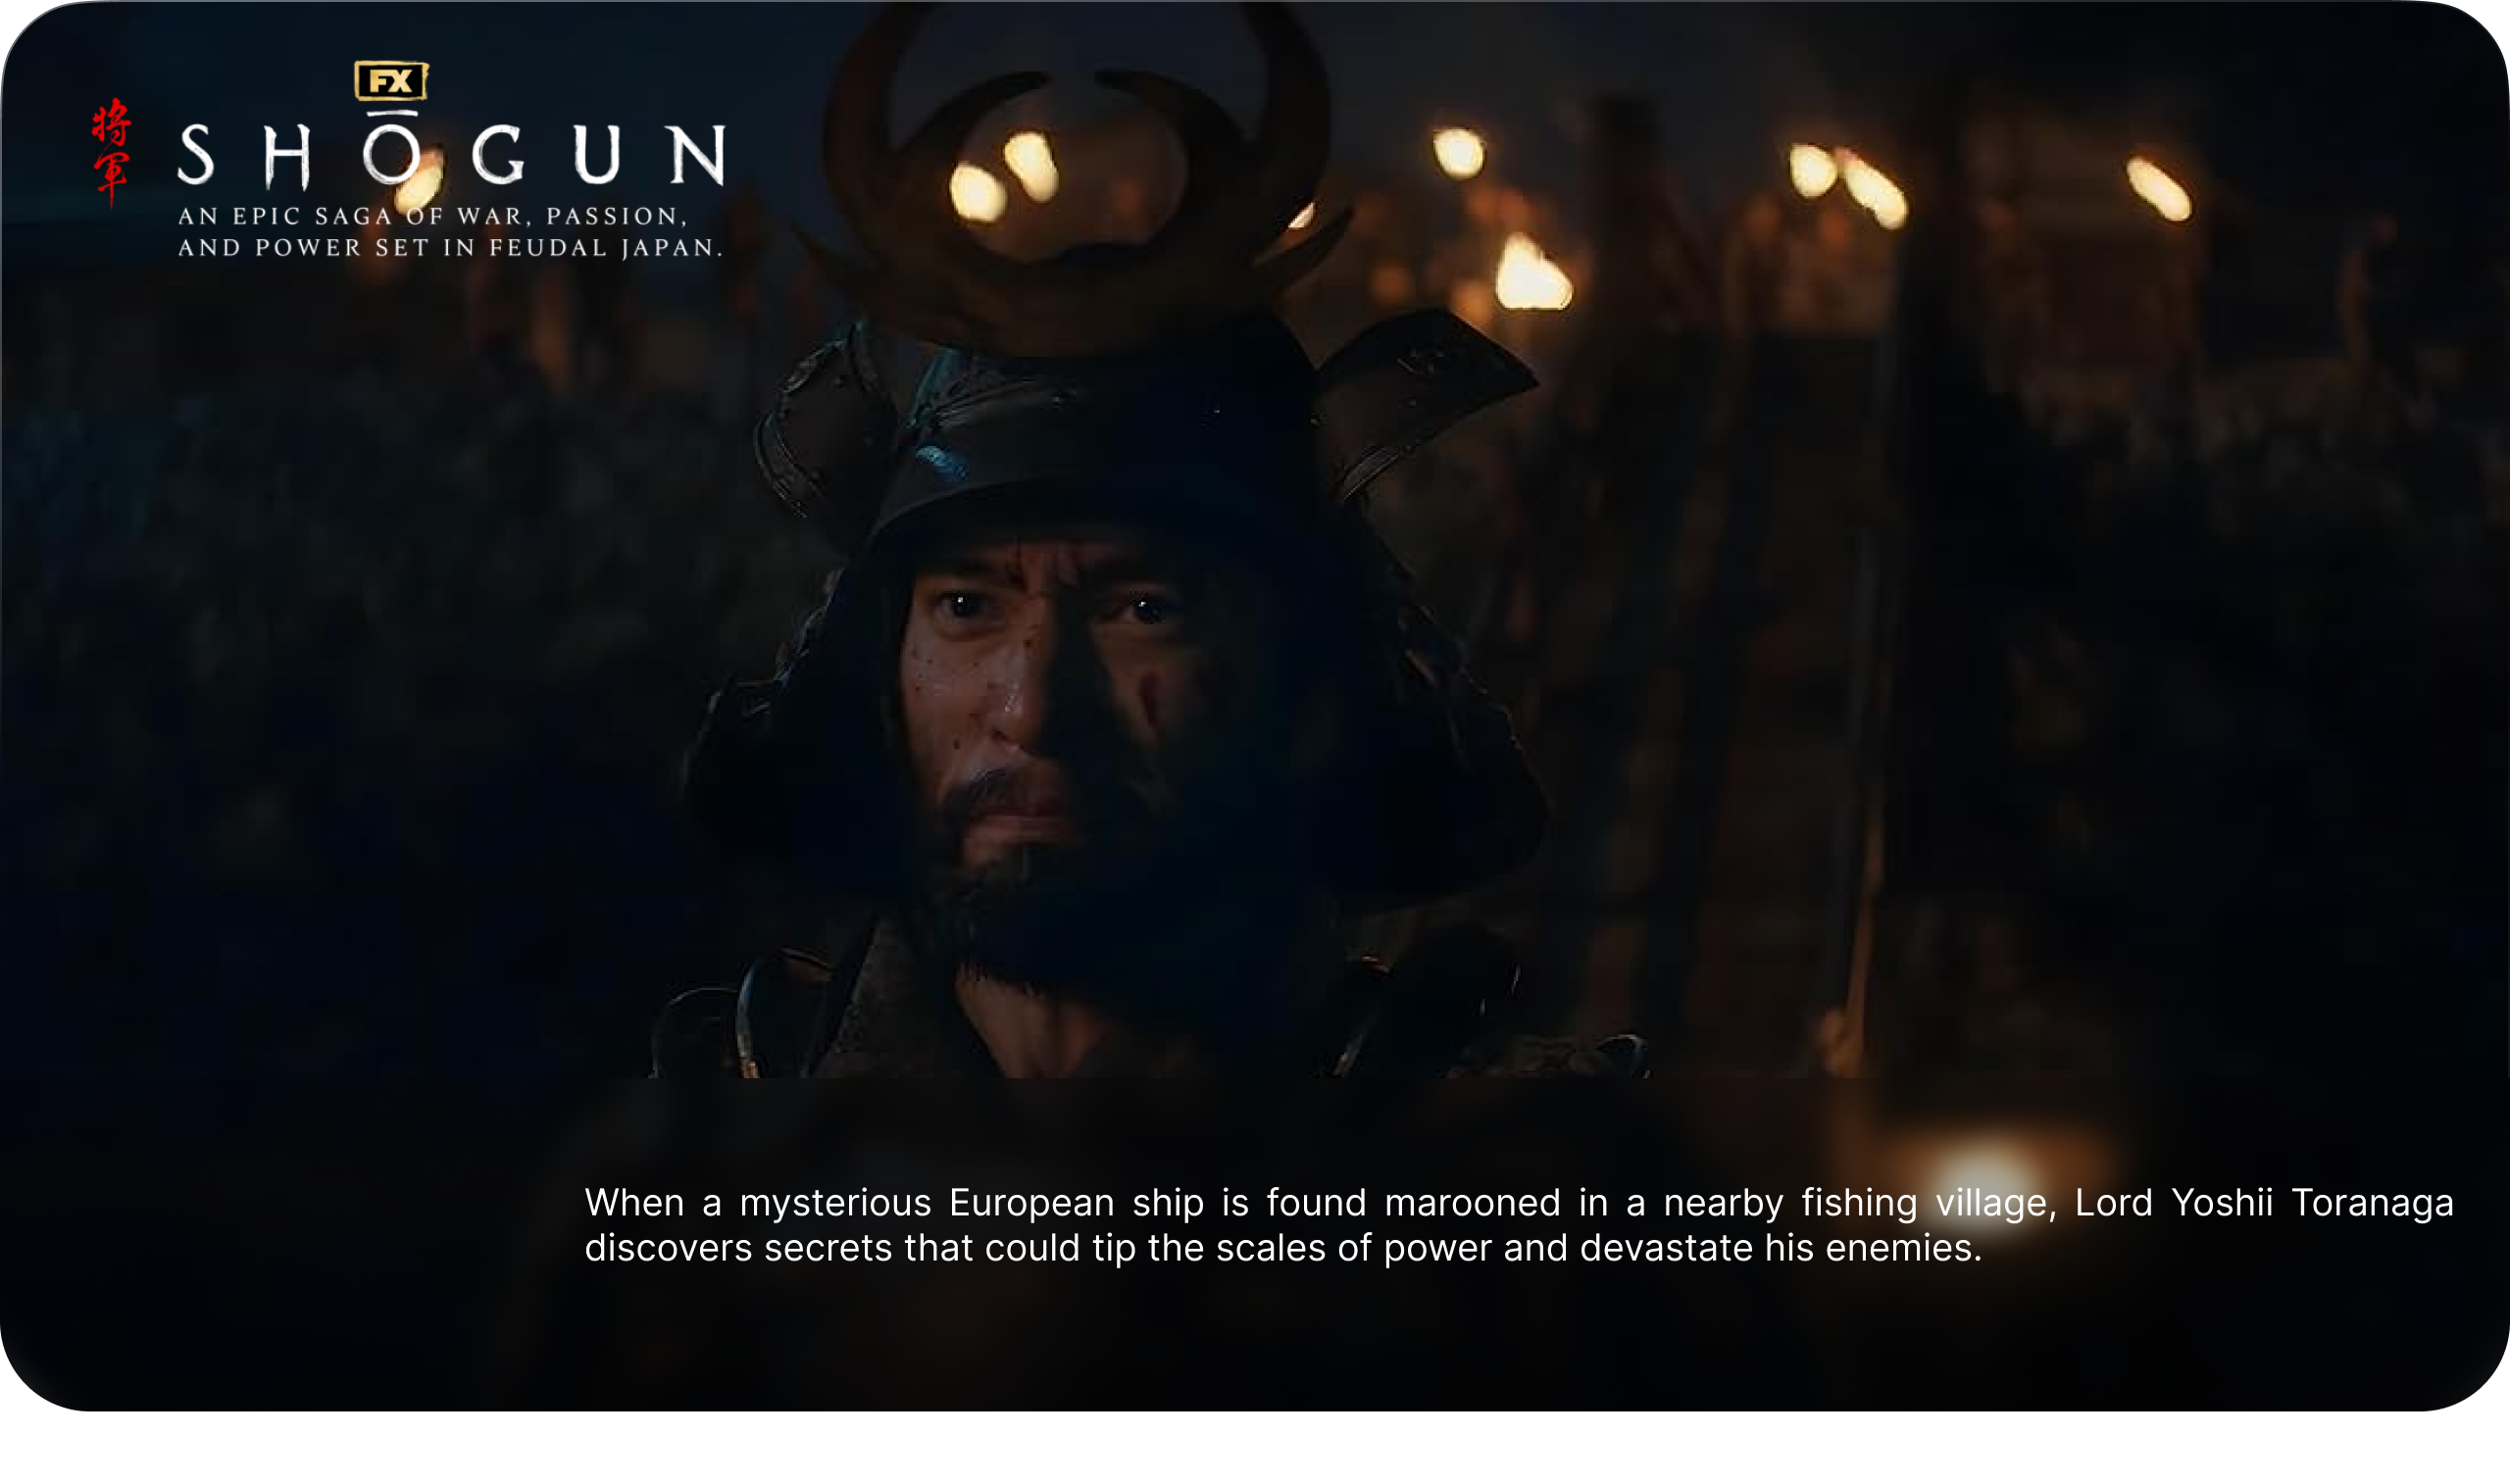 FX
将軍
SHŌGUN
AN EPIC SAGA OF WAR, PASSION,
AND POWER SET IN FEUDAL JAPAN.
When a mysterious European ship is found marooned in a nearby fishing village, Lord Yoshii Toranaga
discovers secrets that could tip the scales of power and devastate his enemies.